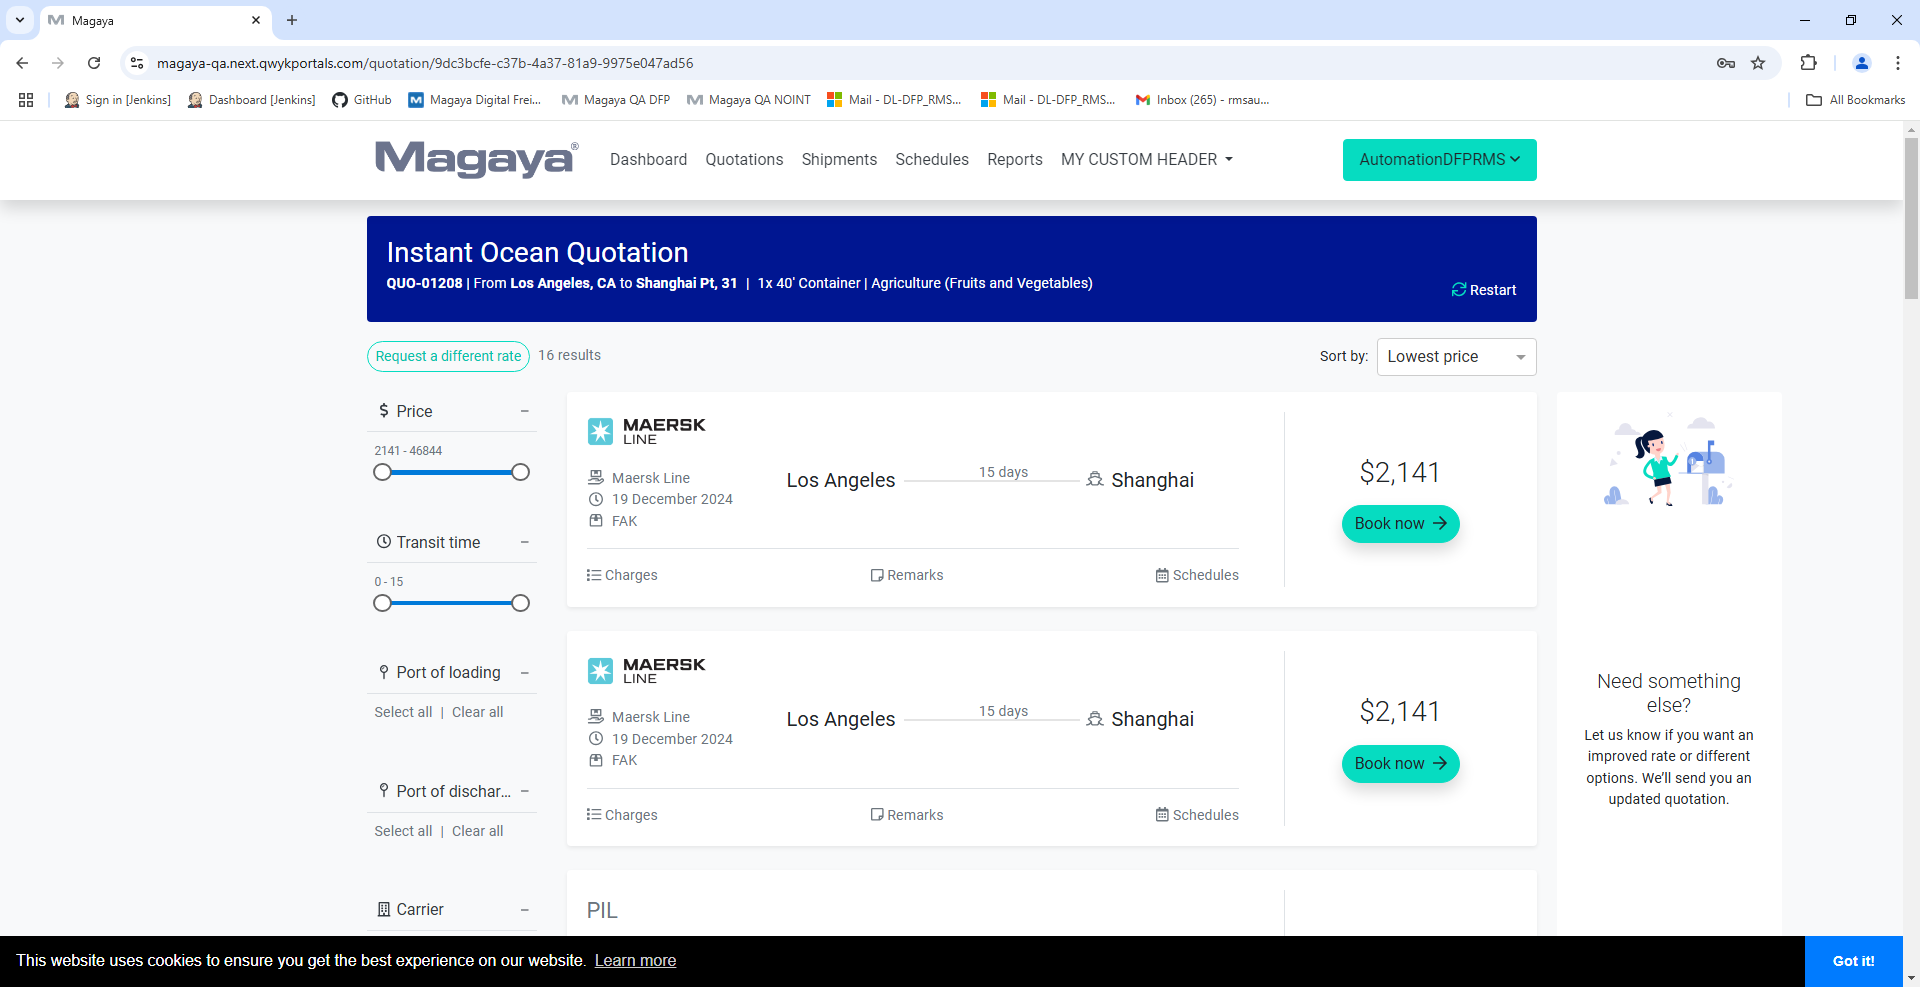 Magaya
magaya-qa.next.qwykportals.com/quotation/9dc3bcfe-c37b-4a37-81a9-9975e047ad56
Sign in [Jenkins]
Dashboard [Jenkins]
GitHub
Magaya Digital Frei...
Magaya QA DFP
Magaya QA NOINT
Mail - DL-DFP_RMS...
Mail - DL-DFP_RMS...
Inbox (265) - rmsau...
All Bookmarks
Magaya®
Dashboard
Quotations
Shipments
Schedules
Reports
MY CUSTOM HEADER
AutomationDFPRMS
Instant Ocean Quotation
QUO-01208 | From Los Angeles, CA to Shanghai Pt, 31 | 1x 40' Container | Agriculture (Fruits and Vegetables)
Restart
Request a different rate
16 results
Sort by:
Lowest price
Price
2141 - 46844
Transit time
0 - 15
Port of loading
Select all | Clear all
Port of dischar...
Select all | Clear all
Carrier
MAERSK
LINE
Maersk Line
19 December 2024
FAK
Los Angeles
15 days
Shanghai
Charges
Remarks
Schedules
$2,141
Book now
MAERSK
LINE
Maersk Line
19 December 2024
FAK
Los Angeles
15 days
Shanghai
Charges
Remarks
Schedules
$2,141
Book now
PIL
Need something
else?
Let us know if you want an
improved rate or different
options. We’ll send you an
updated quotation.
This website uses cookies to ensure you get the best experience on our website. Learn more
Got it!